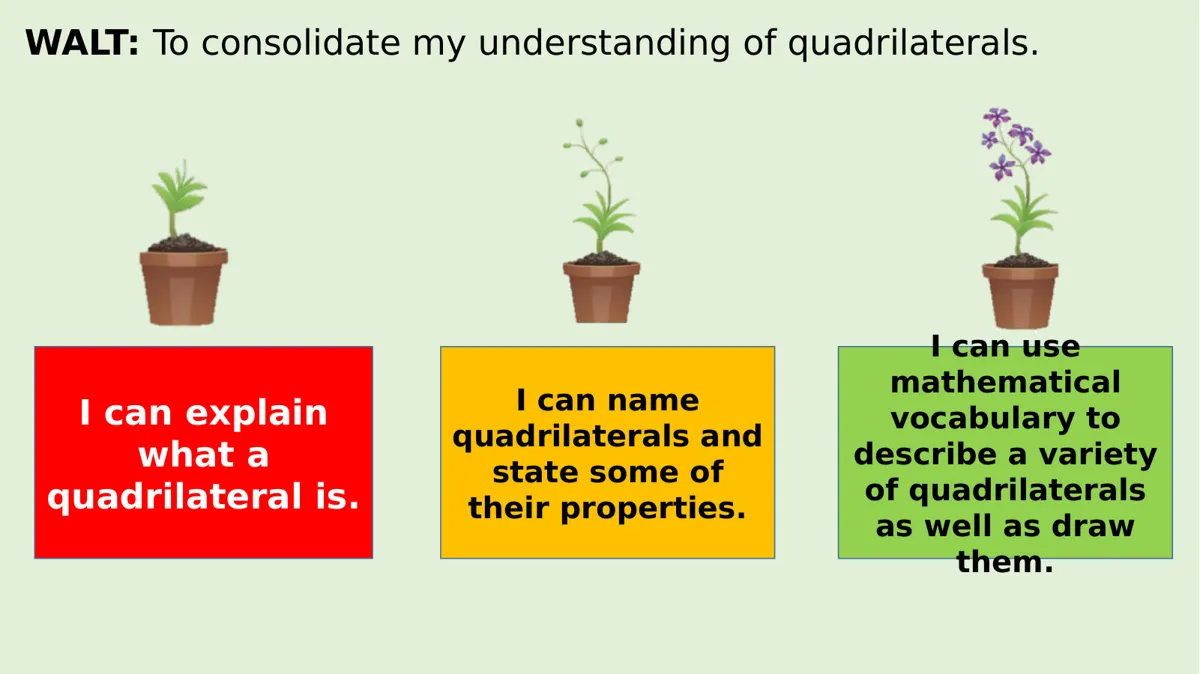 WALT: To consolidate my understanding of quadrilaterals.
I can explain
what a
quadrilateral is.
I can name
quadrilaterals and
state some of
their properties.
I can use
mathematical
vocabulary to
describe a variety
of quadrilaterals
as well as draw
them.